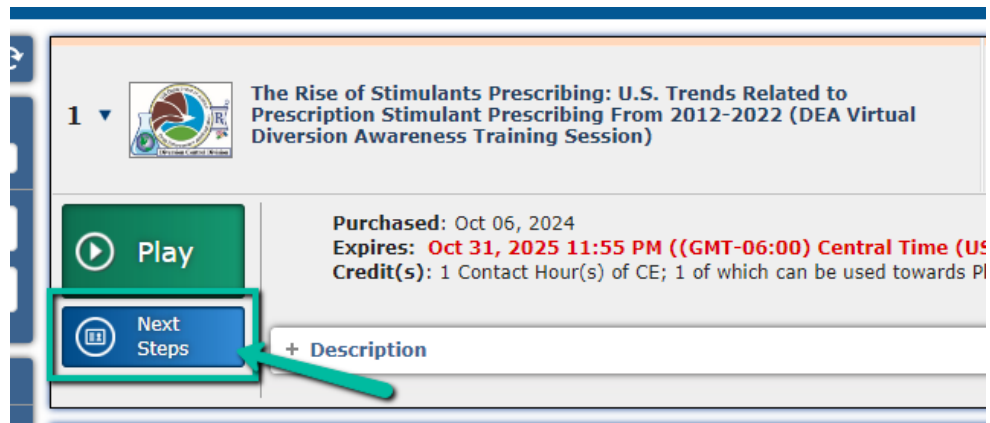 1
The Rise of Stimulants Prescribing: U.S. Trends Related to
Prescription Stimulant Prescribing From 2012-2022 (DEA Virtual
Diversion Awareness Training Session)
Play
Purchased: Oct 06, 2024
Expires: Oct 31, 2025 11:55 PM ((GMT-06:00) Central Time (US
Credit(s): 1 Contact Hour(s) of CE; 1 of which can be used towards
Next
Steps
+ Description